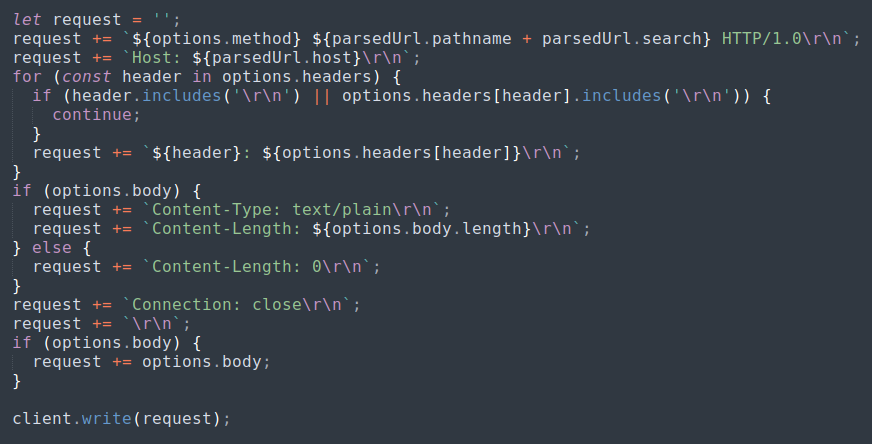 let request = '';
request += `${options.method} ${parsedUrl.pathname + parsedUrl.search} HTTP/1.0\r\n`;
request += `Host: ${parsedUrl.host}\r\n`;
for (const header in options.headers) {
  if (header.includes('\r\n') || options.headers[header].includes('\r\n')) {
    continue;
  }
  request += `${header}: ${options.headers[header]}\r\n`;
}
if (options.body) {
  request += `Content-Type: text/plain\r\n`;
  request += `Content-Length: ${options.body.length}\r\n`;
} else {
  request += `Content-Length: 0\r\n`;
}
request += `Connection: close\r\n`;
request += `\r\n`;
if (options.body) {
  request += options.body;
}

client.write(request);